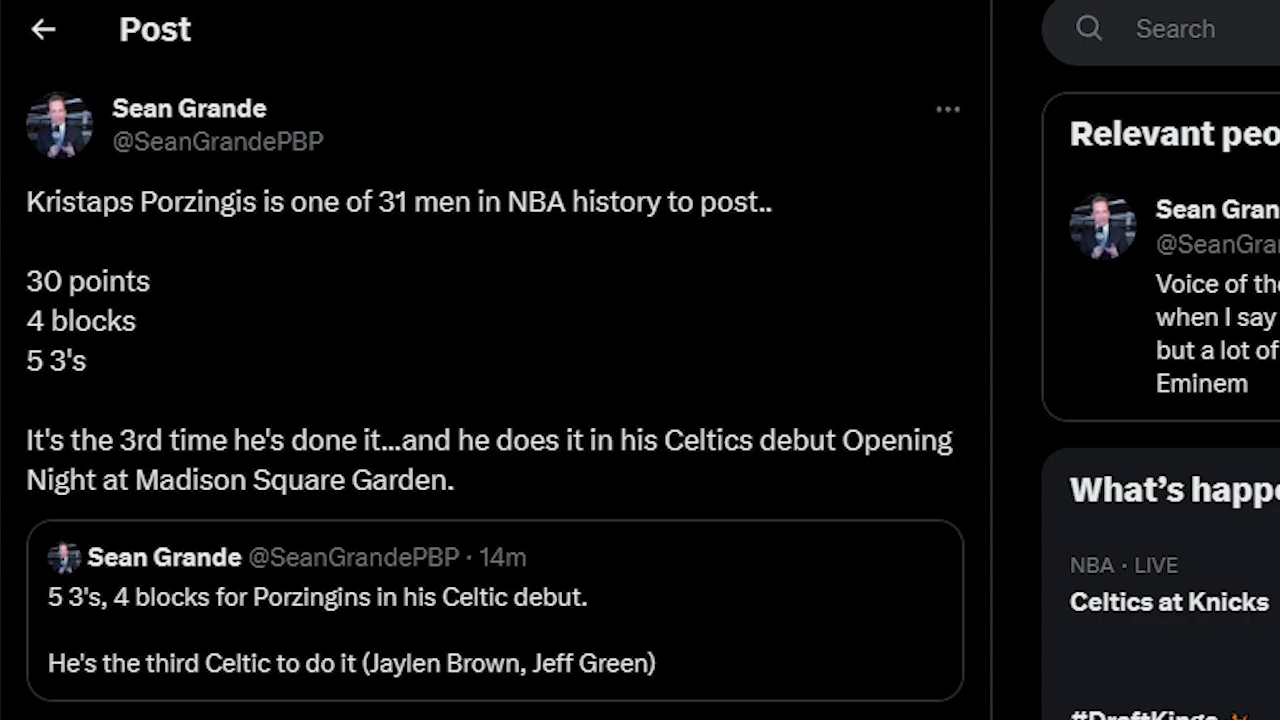 Post
Sean Grande
@SeanGrandePBP
Kristaps Porzingis is one of 31 men in NBA history to post..
30 points
4 blocks
5 3's
It's the 3rd time he's done it...and he does it in his Celtics debut Opening
Night at Madison Square Garden.
Sean Grande @SeanGrandePBP · 14m
5 3's, 4 blocks for Porzingins in his Celtic debut.
He's the third Celtic to do it (Jaylen Brown, Jeff Green)
Search
Relevant peo
Sean Gran
@SeanGra
Voice of the
when I say
but a lot of
Eminem
What's happe
NBA · LIVE
Celtics at Knicks
#DraftKings